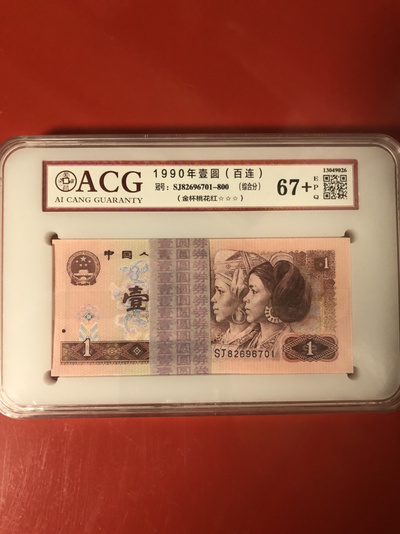 ACG
AI CANG GUARANTY
1990年壹圆(百连)
冠号: SJ82696701-800 (综合分)
(金杯桃花红☆☆☆)
67+
EPQ
13049026
中国人
壹
1
1
SJ82696701
1